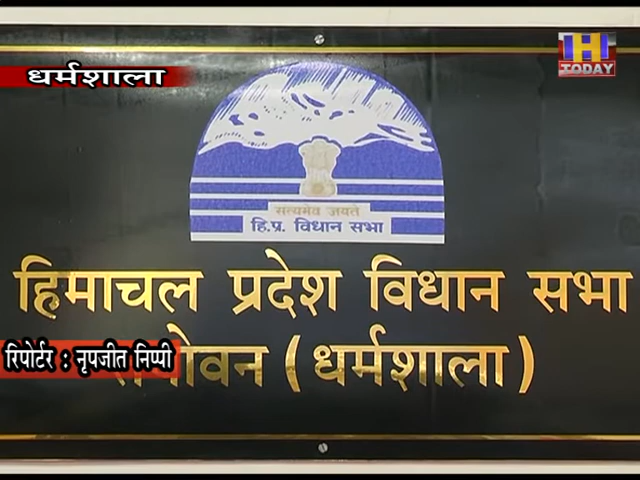 धर्मशाला
H
TODAY
सत्यमेव जयते
हि.प्र. विधान सभा
हिमाचल प्रदेश विधान सभा
रिपोर्टर : नृपजीत निप्पी
(धर्मशाला)